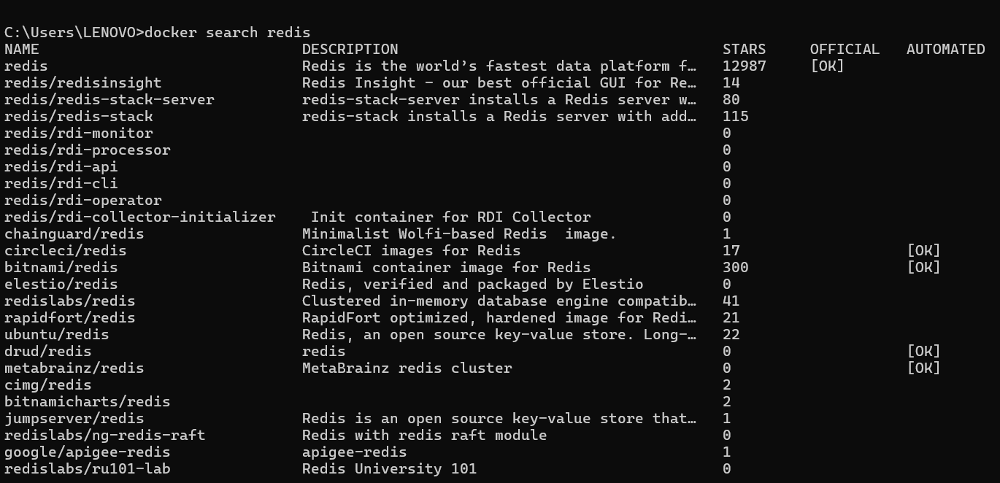 C:\Users\LENOVO>docker search redis
NAME DESCRIPTION STARS OFFICIAL AUTOMATED
redis Redis is the world’s fastest data platform f… 12987 [OK]
redis/redisinsight Redis Insight - our best official GUI for Re… 14
redis/redis-stack-server redis-stack-server installs a Redis server w… 80
redis/redis-stack redis-stack installs a Redis server with add… 115
redis/rdi-monitor 0
redis/rdi-processor 0
redis/rdi-api 0
redis/rdi-cli 0
redis/rdi-operator 0
redis/rdi-collector-initializer Init container for RDI Collector 0
chainguard/redis Minimalist Wolfi-based Redis  image. 1
circleci/redis CircleCI images for Redis 17 [OK]
bitnami/redis Bitnami container image for Redis 300 [OK]
elestio/redis Redis, verified and packaged by Elestio 0
redislabs/redis Clustered in-memory database engine compatib… 41
rapidfort/redis RapidFort optimized, hardened image for Redi… 21
ubuntu/redis Redis, an open source key-value store. Long-… 22
drud/redis redis 0 [OK]
metabrainz/redis MetaBrainz redis cluster 0 [OK]
cimg/redis 2
bitnamicharts/redis 2
jumpserver/redis Redis is an open source key-value store that… 1
redislabs/ng-redis-raft Redis with redis raft module 0
google/apigee-redis apigee-redis 1
redislabs/ru101-lab Redis University 101 0